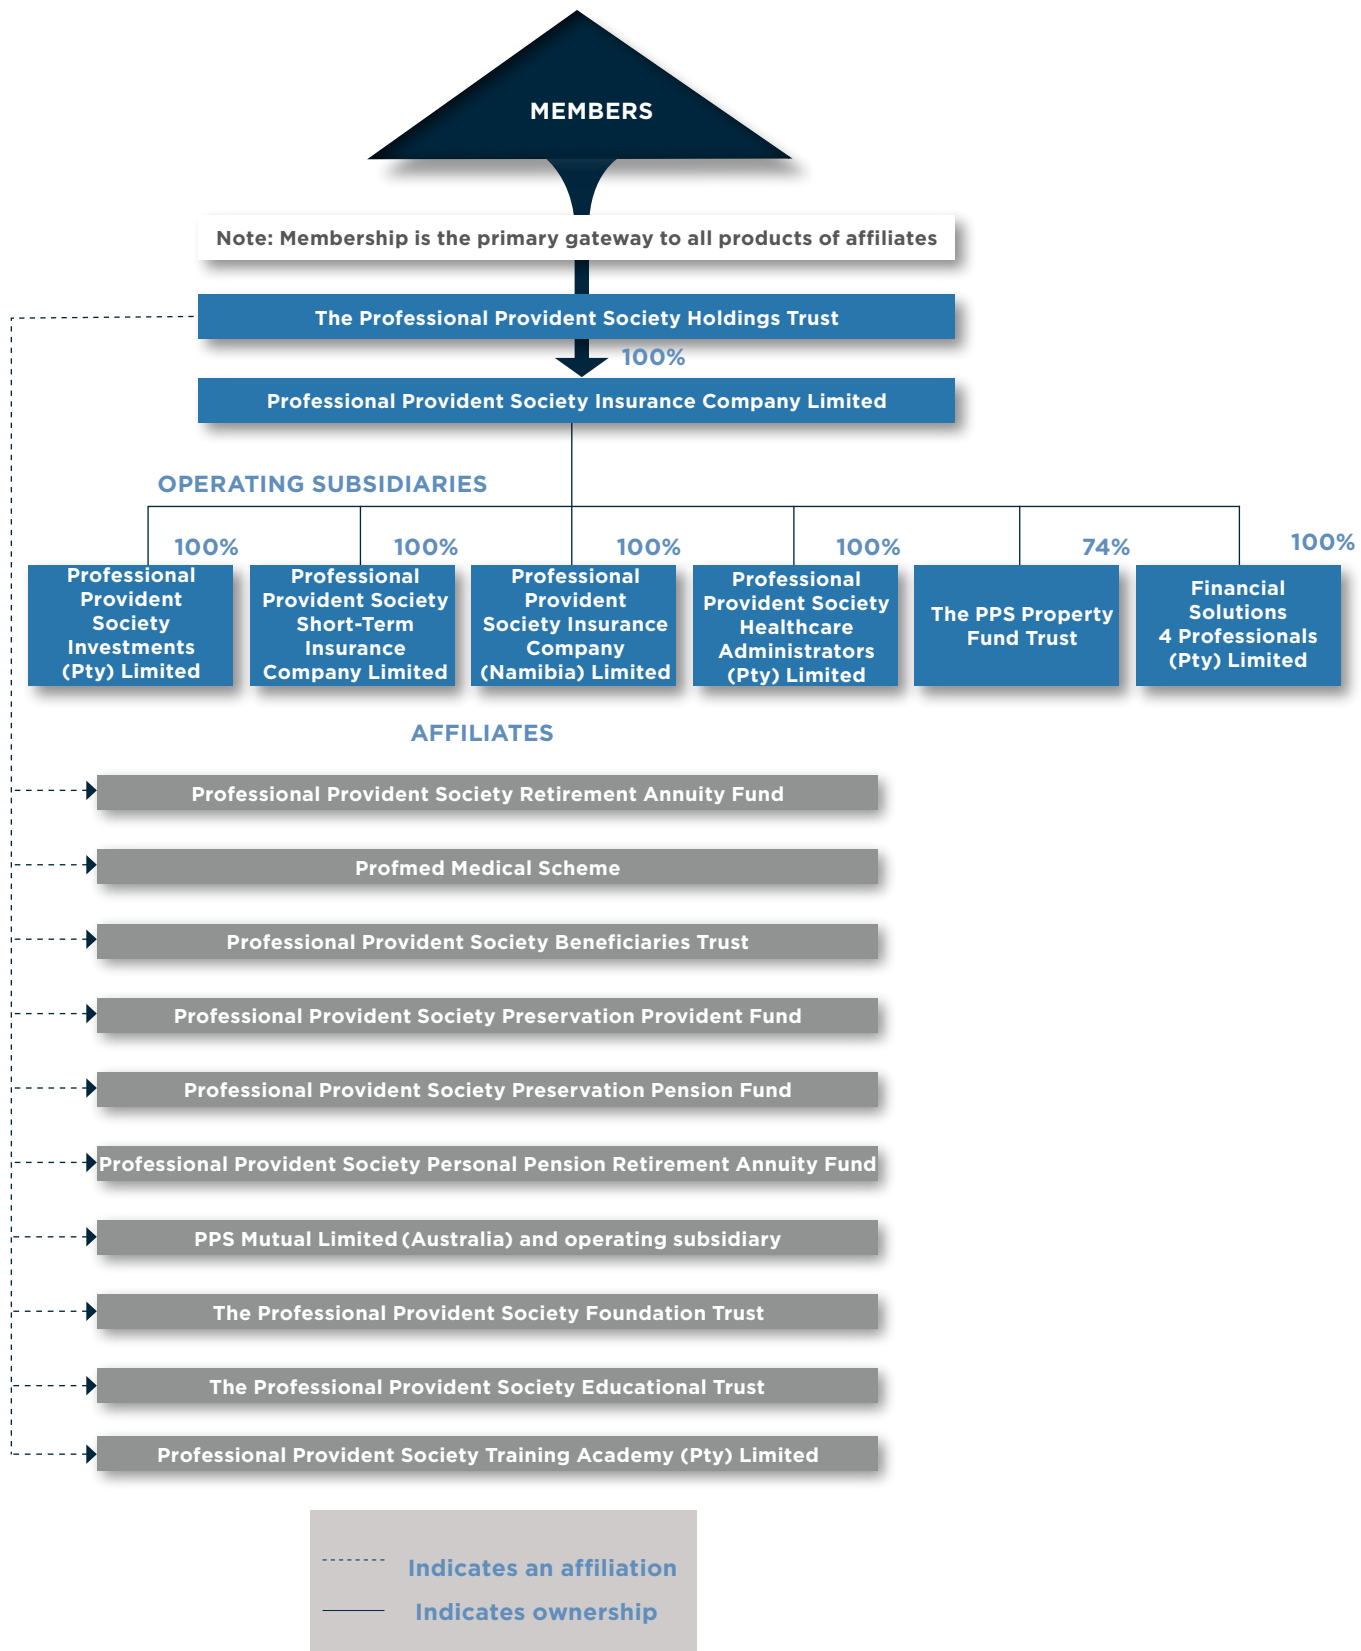 MEMBERS
Note: Membership is the primary gateway to all products of affiliates
The Professional Provident Society Holdings Trust
100%
Professional Provident Society Insurance Company Limited
OPERATING SUBSIDIARIES
100%
Professional
Provident
Society
Investments
(Pty) Limited
100%
Professional
Provident Society
Short-Term
Insurance
Company Limited
100%
Professional
Provident
Society Insurance
Company
(Namibia) Limited
100%
Professional
Provident Society
Healthcare
Administrators
(Pty) Limited
74%
The PPS Property
Fund Trust
100%
Financial
Solutions
4 Professionals
(Pty) Limited
AFFILIATES
Professional Provident Society Retirement Annuity Fund
Profmed Medical Scheme
Professional Provident Society Beneficiaries Trust
Professional Provident Society Preservation Provident Fund
Professional Provident Society Preservation Pension Fund
Professional Provident Society Personal Pension Retirement Annuity Fund
PPS Mutual Limited (Australia) and operating subsidiary
The Professional Provident Society Foundation Trust
The Professional Provident Society Educational Trust
Professional Provident Society Training Academy (Pty) Limited
Indicates an affiliation
Indicates ownership